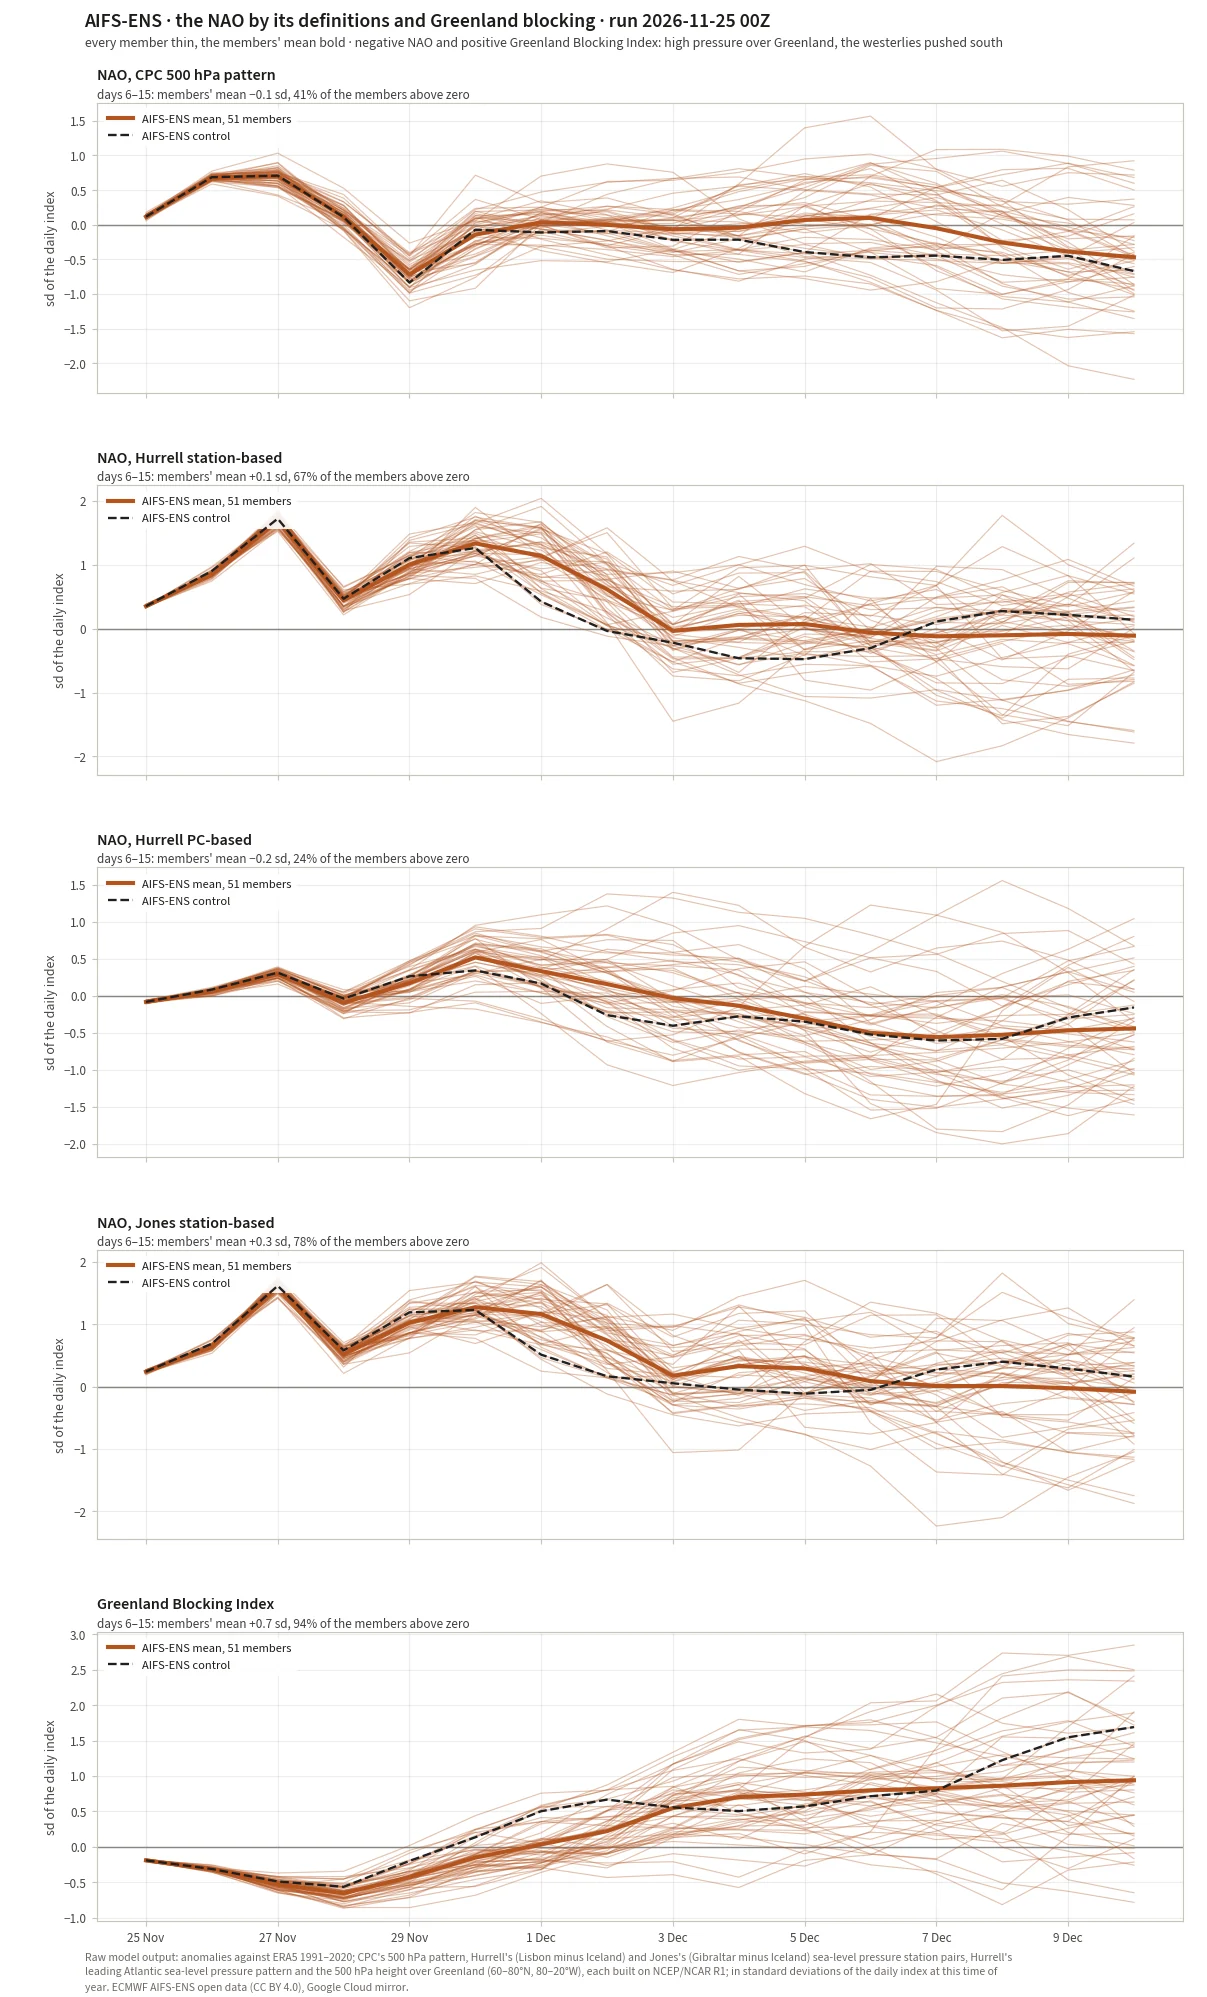 AIFS-ENS · the NAO by its definitions and Greenland blocking · run 2026-11-25 00Z
every member thin, the members' mean bold · negative NAO and positive Greenland Blocking Index: high pressure over Greenland, the westerlies pushed south
NAO, CPC 500 hPa pattern
days 6–15: members' mean −0.1 sd, 41% of the members above zero
AIFS-ENS mean, 51 members
AIFS-ENS control
1.5
1.0
0.5
0.0
−0.5
−1.0
−1.5
−2.0
sd of the daily index
NAO, Hurrell station-based
days 6–15: members' mean +0.1 sd, 67% of the members above zero
AIFS-ENS mean, 51 members
AIFS-ENS control
2
1
0
−1
−2
sd of the daily index
NAO, Hurrell PC-based
days 6–15: members' mean −0.2 sd, 24% of the members above zero
AIFS-ENS mean, 51 members
AIFS-ENS control
1.5
1.0
0.5
0.0
−0.5
−1.0
−1.5
−2.0
sd of the daily index
NAO, Jones station-based
days 6–15: members' mean +0.3 sd, 78% of the members above zero
AIFS-ENS mean, 51 members
AIFS-ENS control
2
1
0
−1
−2
sd of the daily index
Greenland Blocking Index
days 6–15: members' mean +0.7 sd, 94% of the members above zero
AIFS-ENS mean, 51 members
AIFS-ENS control
3.0
2.5
2.0
1.5
1.0
0.5
0.0
−0.5
−1.0
sd of the daily index
25 Nov 27 Nov 29 Nov 1 Dec 3 Dec 5 Dec 7 Dec 9 Dec
Raw model output: anomalies against ERA5 1991–2020; CPC's 500 hPa pattern, Hurrell's (Lisbon minus Iceland) and Jones's (Gibraltar minus Iceland) sea-level pressure station pairs, Hurrell's
leading Atlantic sea-level pressure pattern and the 500 hPa height over Greenland (60–80°N, 80–20°W), each built on NCEP/NCAR R1; in standard deviations of the daily index at this time of
year. ECMWF AIFS-ENS open data (CC BY 4.0), Google Cloud mirror.